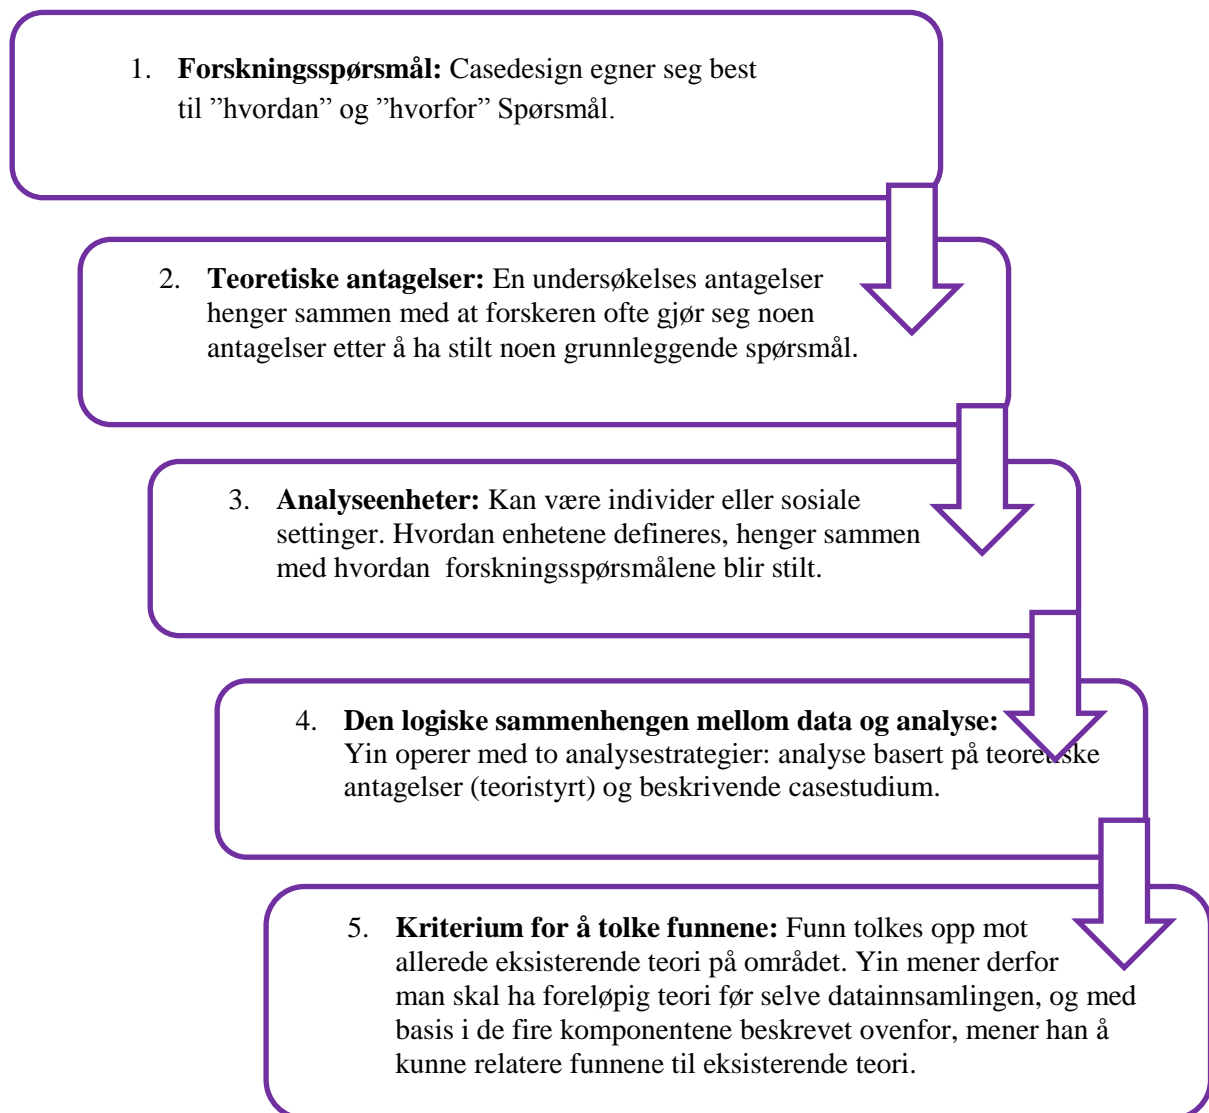 1. Forskningsspørsmål: Casedesign egner seg best
til ”hvordan” og ”hvorfor” Spørsmål.
2. Teoretiske antagelser: En undersøkelses antagelser
henger sammen med at forskeren ofte gjør seg noen
antagelser etter å ha stilt noen grunnleggende spørsmål.
3. Analyseenheter: Kan være individer eller sosiale
settinger. Hvordan enhetene defineres, henger sammen
med hvordan forskningsspørsmålene blir stilt.
4. Den logiske sammenhengen mellom data og analyse:
Yin operer med to analysestrategier: analyse basert på teoretiske
antagelser (teoristyrt) og beskrivende casestudium.
5. Kriterium for å tolke funnene: Funn tolkes opp mot
allerede eksisterende teori på området. Yin mener derfor
man skal ha foreløpig teori før selve datainnsamlingen, og med
basis i de fire komponentene beskrevet ovenfor, mener han å
kunne relatere funnene til eksisterende teori.